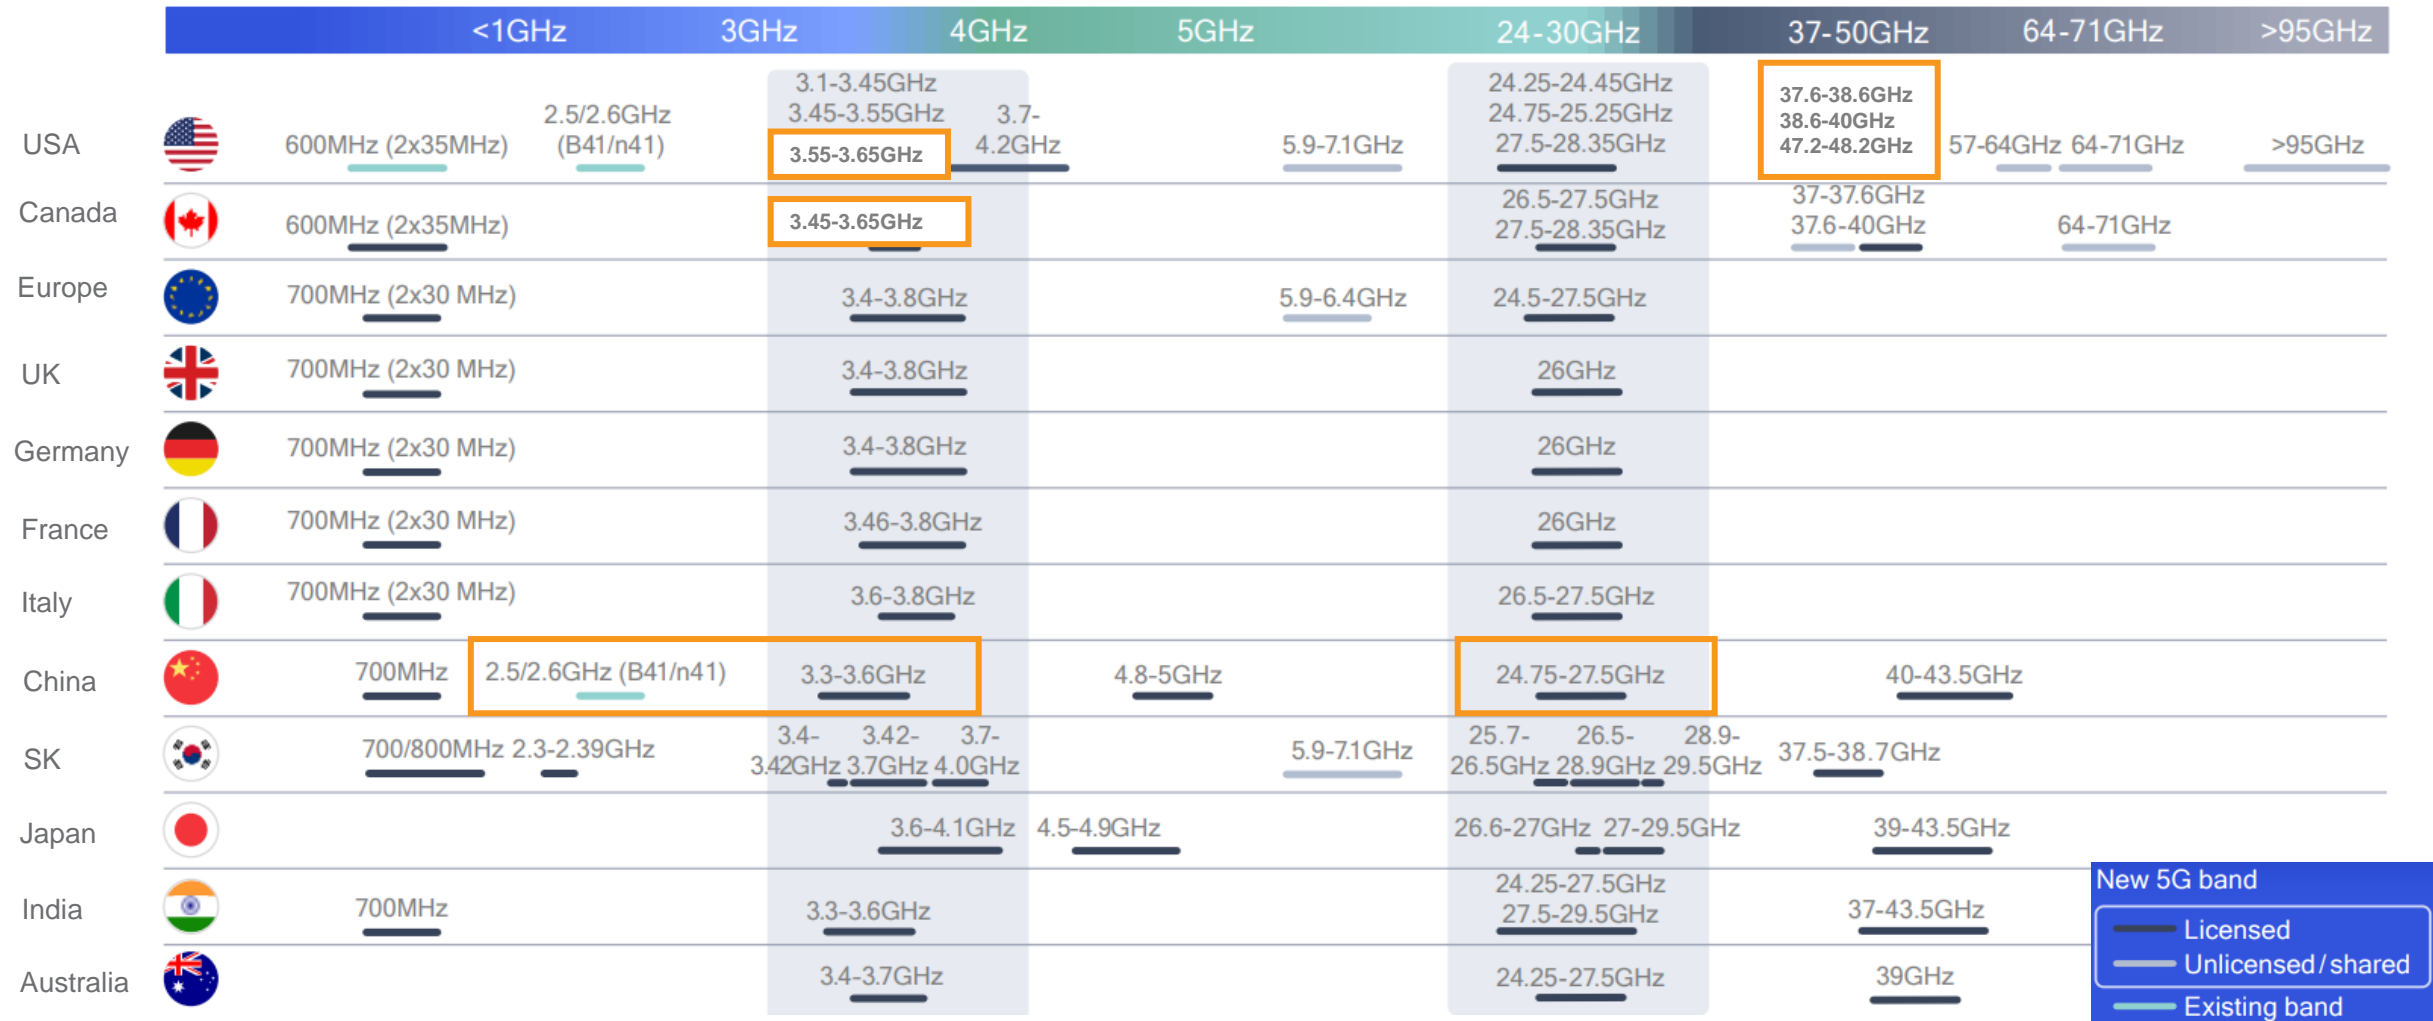 <1GHz 3GHz 4GHz 5GHz 24-30GHz 37-50GHz 64-71GHz >95GHz
USA
600MHz (2x35MHz)
2.5/2.6GHz
(B41/n41)
3.1-3.45GHz
3.45-3.55GHz
3.55-3.65GHz
3.7-
4.2GHz
5.9-7.1GHz
24.25-24.45GHz
24.75-25.25GHz
27.5-28.35GHz
37.6-38.6GHz
38.6-40GHz
47.2-48.2GHz
57-64GHz 64-71GHz
>95GHz
Canada
600MHz (2x35MHz)
3.45-3.65GHz
26.5-27.5GHz
27.5-28.35GHz
37-37.6GHz
37.6-40GHz
64-71GHz
Europe
700MHz (2x30 MHz)
3.4-3.8GHz
5.9-6.4GHz
24.5-27.5GHz
UK
700MHz (2x30 MHz)
3.4-3.8GHz
26GHz
Germany
700MHz (2x30 MHz)
3.4-3.8GHz
26GHz
France
700MHz (2x30 MHz)
3.46-3.8GHz
26GHz
Italy
700MHz (2x30 MHz)
3.6-3.8GHz
26.5-27.5GHz
China
700MHz
2.5/2.6GHz (B41/n41)
3.3-3.6GHz
4.8-5GHz
24.75-27.5GHz
40-43.5GHz
SK
700/800MHz
2.3-2.39GHz
3.4-
3.42GHz
3.42-
3.7GHz
3.7-
4.0GHz
5.9-7.1GHz
25.7-
26.5GHz
26.5-
28.9GHz
28.9-
29.5GHz
37.5-38.7GHz
Japan
3.6-4.1GHz
4.5-4.9GHz
26.6-27GHz
27-29.5GHz
39-43.5GHz
India
700MHz
3.3-3.6GHz
24.25-27.5GHz
27.5-29.5GHz
37-43.5GHz
Australia
3.4-3.7GHz
24.25-27.5GHz
39GHz
New 5G band
Licensed
Unlicensed/shared
Existing band